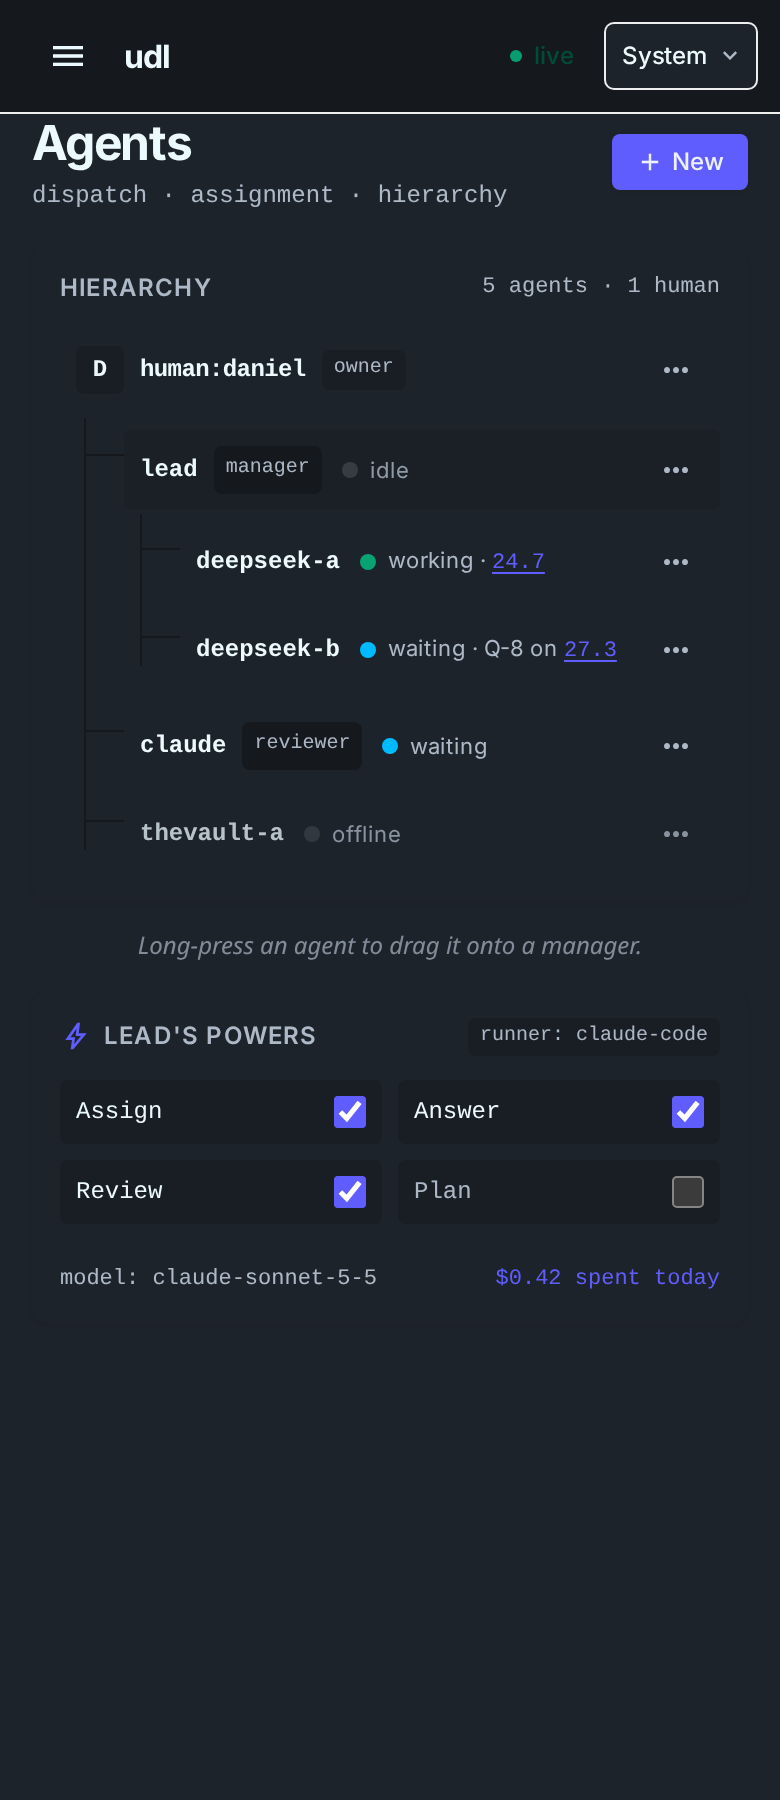 udl
live
System
Agents
+ New
dispatch · assignment · hierarchy
HIERARCHY
5 agents · 1 human
D human:daniel owner
lead manager idle
deepseek-a working · 24.7
deepseek-b waiting · Q-8 on 27.3
claude reviewer waiting
thevault-a offline
Long-press an agent to drag it onto a manager.
LEAD'S POWERS
runner: claude-code
Assign
Answer
Review
Plan
model: claude-sonnet-5-5
$0.42 spent today